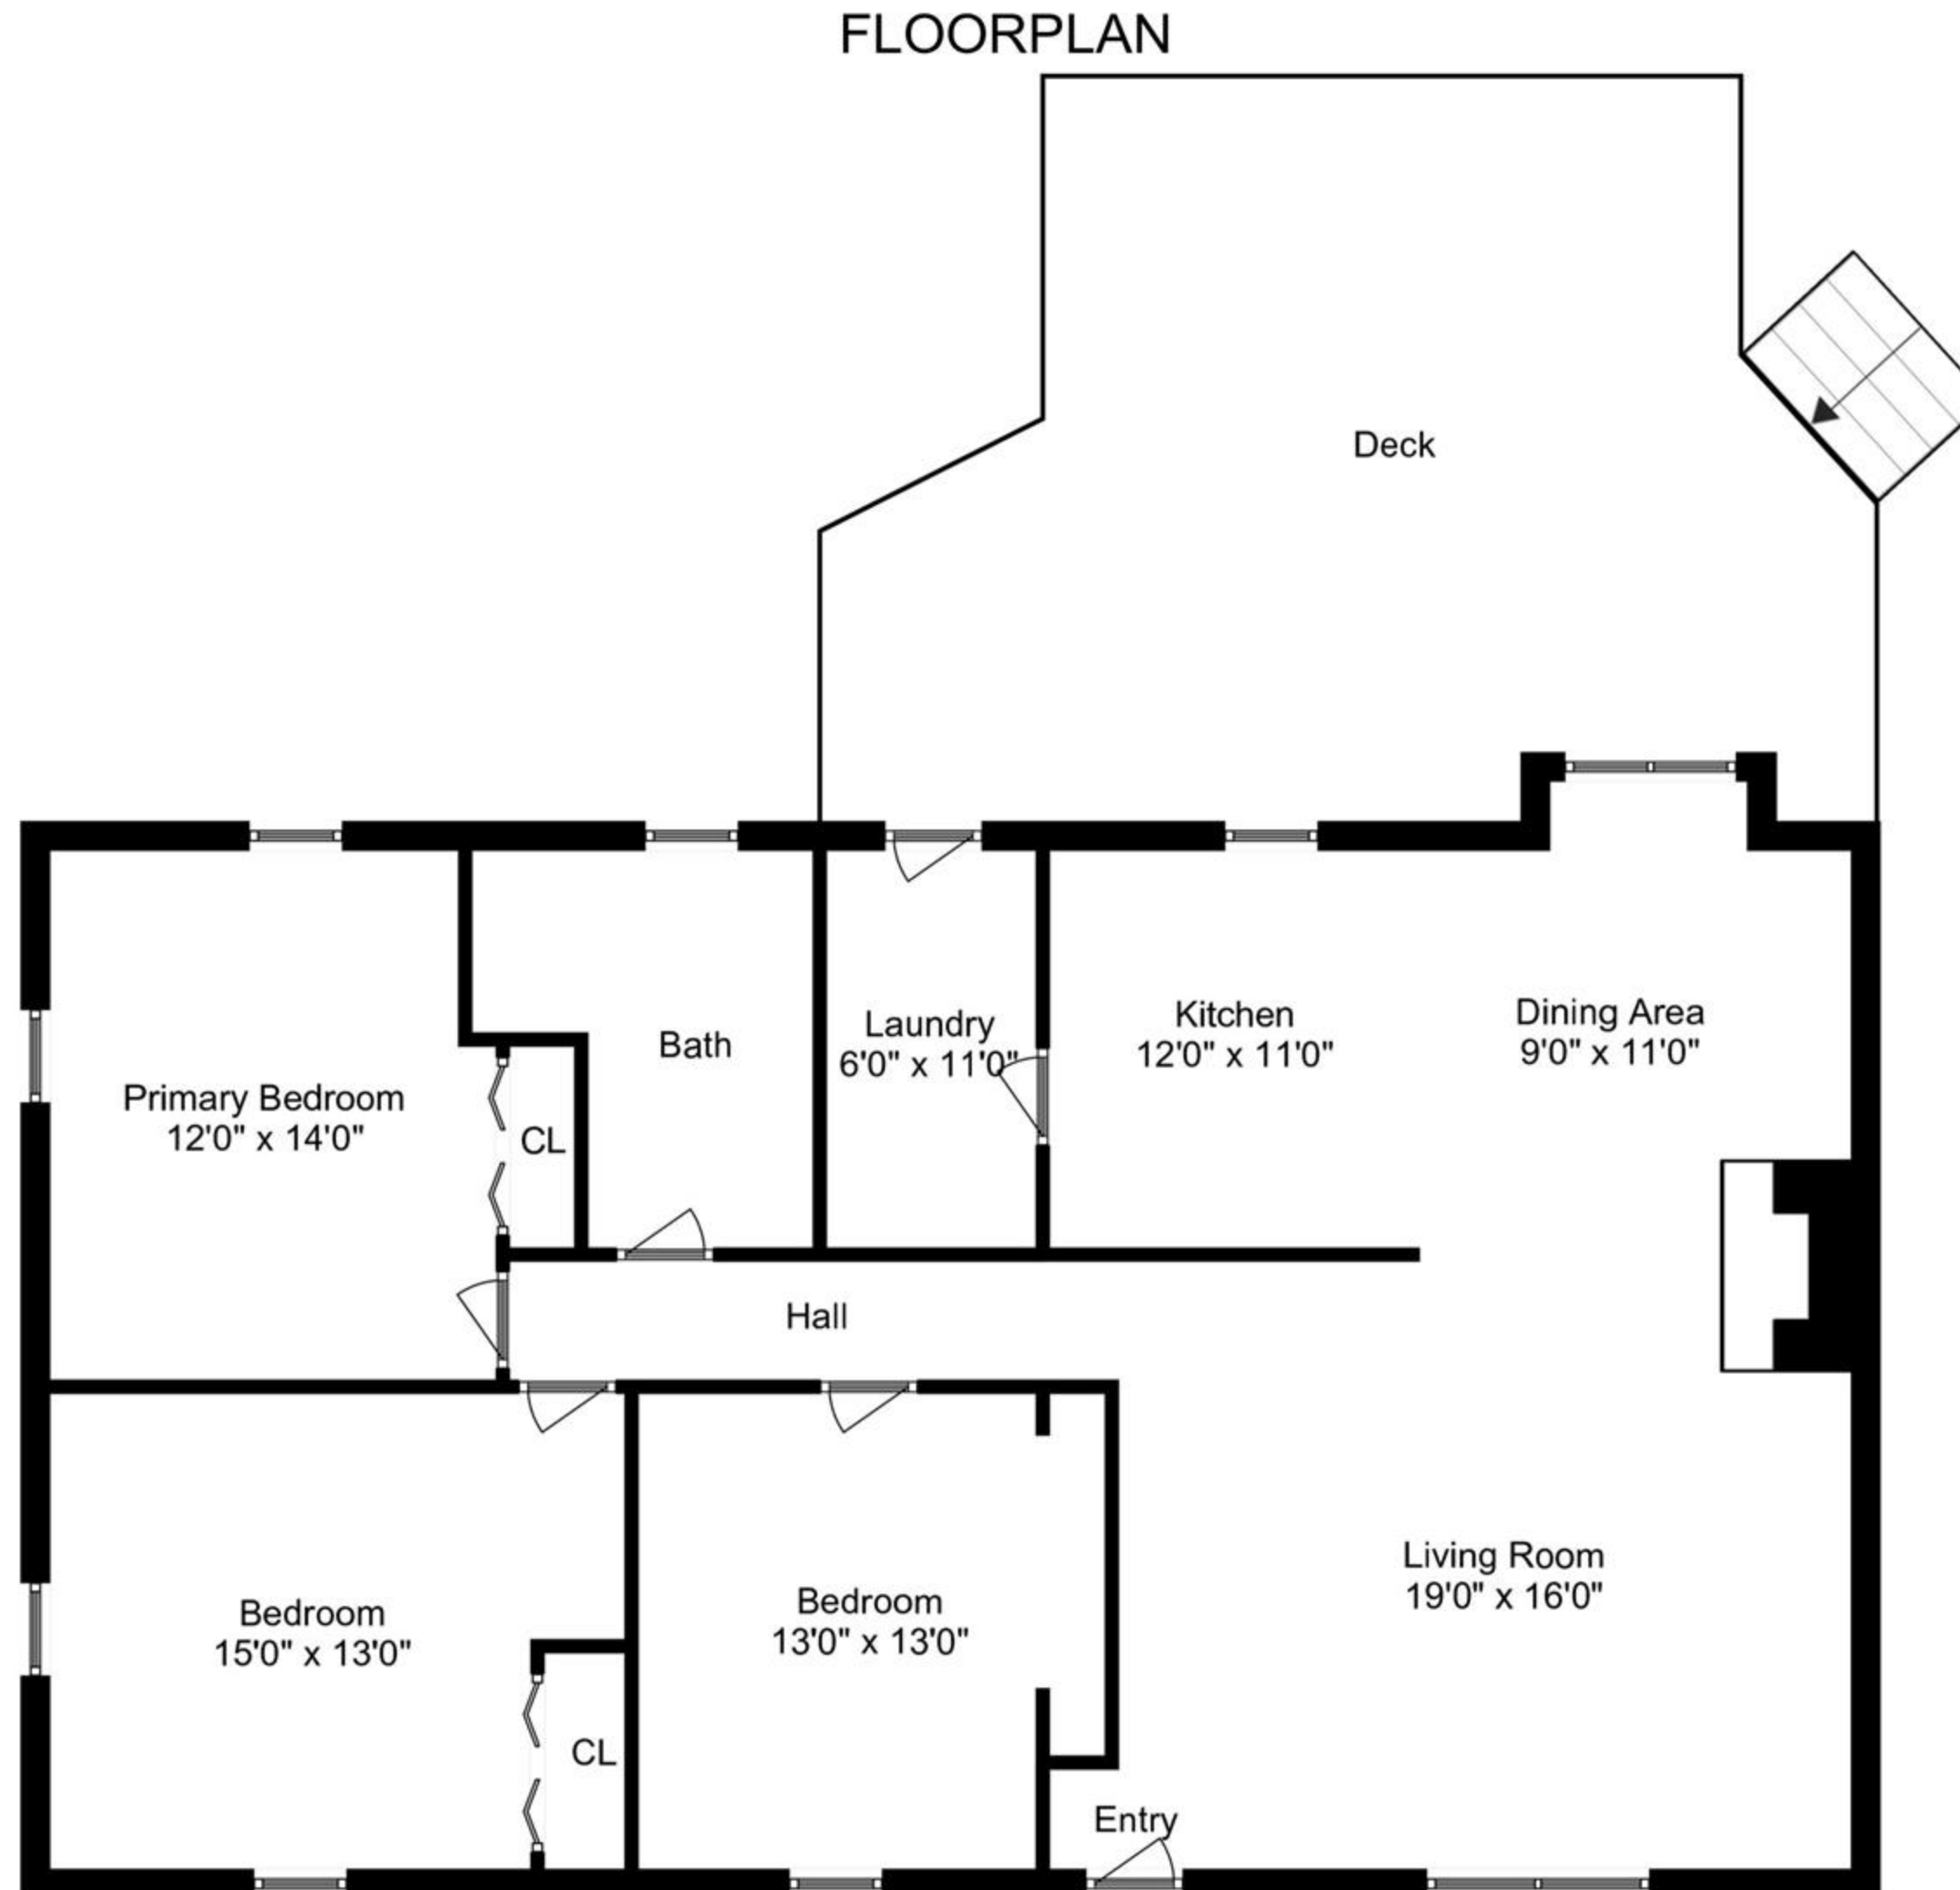 FLOORPLAN
Deck
Primary Bedroom
12'0" x 14'0"
CL
Bath
Laundry
6'0" x 11'0"
Kitchen
12'0" x 11'0"
Dining Area
9'0" x 11'0"
Hall
Bedroom
15'0" x 13'0"
CL
Bedroom
13'0" x 13'0"
Living Room
19'0" x 16'0"
Entry